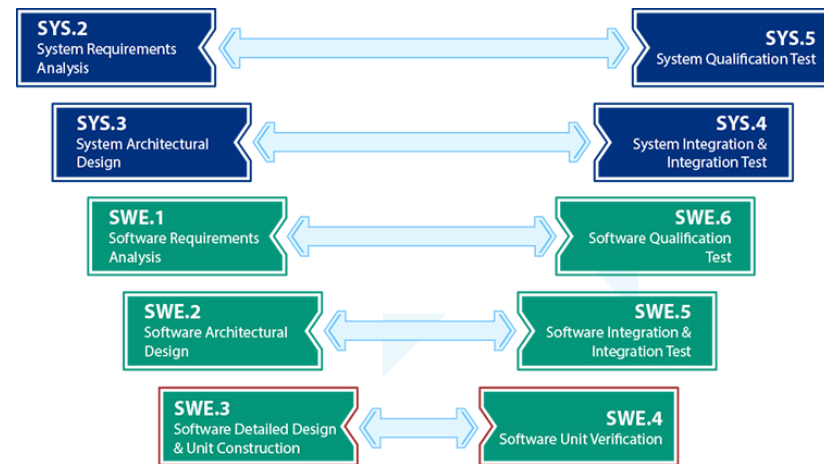 SYS.2
System Requirements
Analysis
SYS.5
System Qualification Test
SYS.3
System Architectural
Design
SYS.4
System Integration &
Integration Test
SWE.1
Software Requirements
Analysis
SWE.6
Software Qualification
Test
SWE.2
Software Architectural
Design
SWE.5
Software Integration &
Integration Test
SWE.3
Software Detailed Design
& Unit Construction
SWE.4
Software Unit Verification